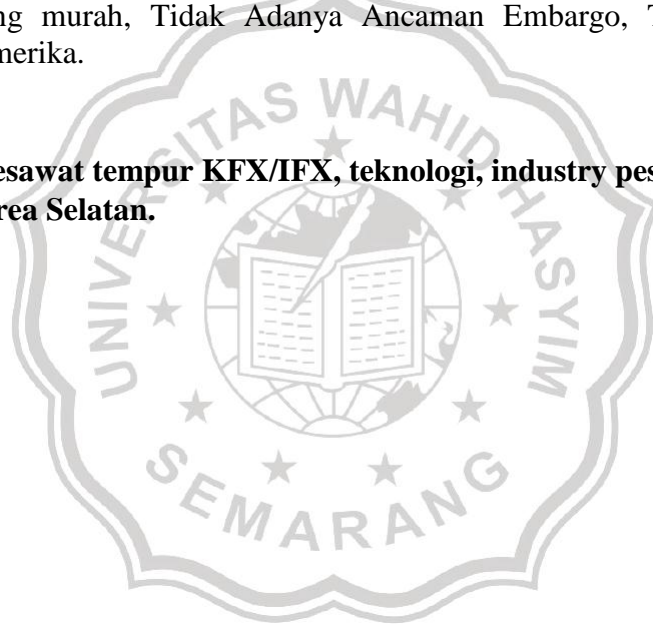 ng murah, Tidak Adanya Ancaman Embargo, T
merika.
esawat tempur KFX/IFX, teknologi, industry pes
rea Selatan.
UNIVERSITAS WAHID HASYIM
SEMARANG